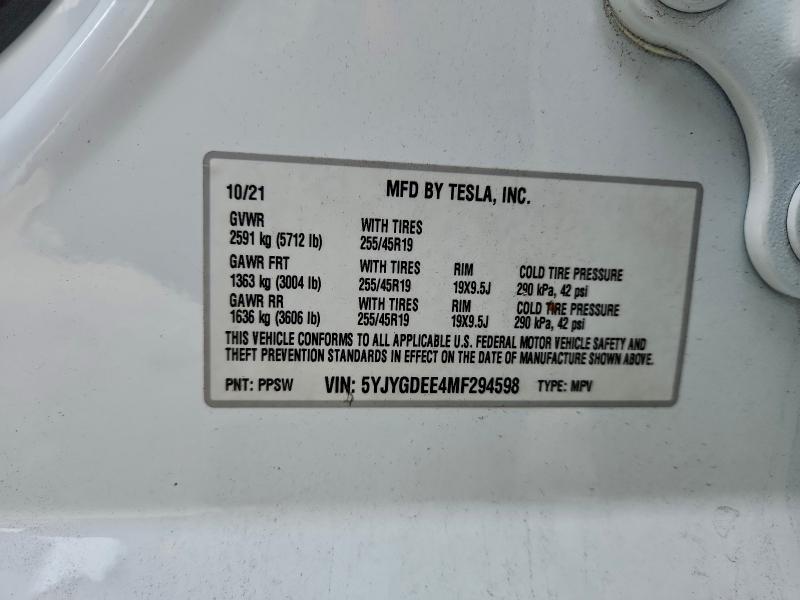 10/21 MFD BY TESLA, INC.
GVWR WITH TIRES
2591 kg (5712 lb) 255/45R19
GAWR FRT WITH TIRES RIM COLD TIRE PRESSURE
1363 kg (3004 lb) 255/45R19 19X9.5J 290 kPa, 42 psi
GAWR RR WITH TIRES RIM COLD TIRE PRESSURE
1636 kg (3606 lb) 255/45R19 19X9.5J 290 kPa, 42 psi
THIS VEHICLE CONFORMS TO ALL APPLICABLE U.S. FEDERAL MOTOR VEHICLE SAFETY AND
THEFT PREVENTION STANDARDS IN EFFECT ON THE DATE OF MANUFACTURE SHOWN ABOVE.
PNT: PPSW VIN: 5YJYGDEE4MF294598 TYPE: MPV